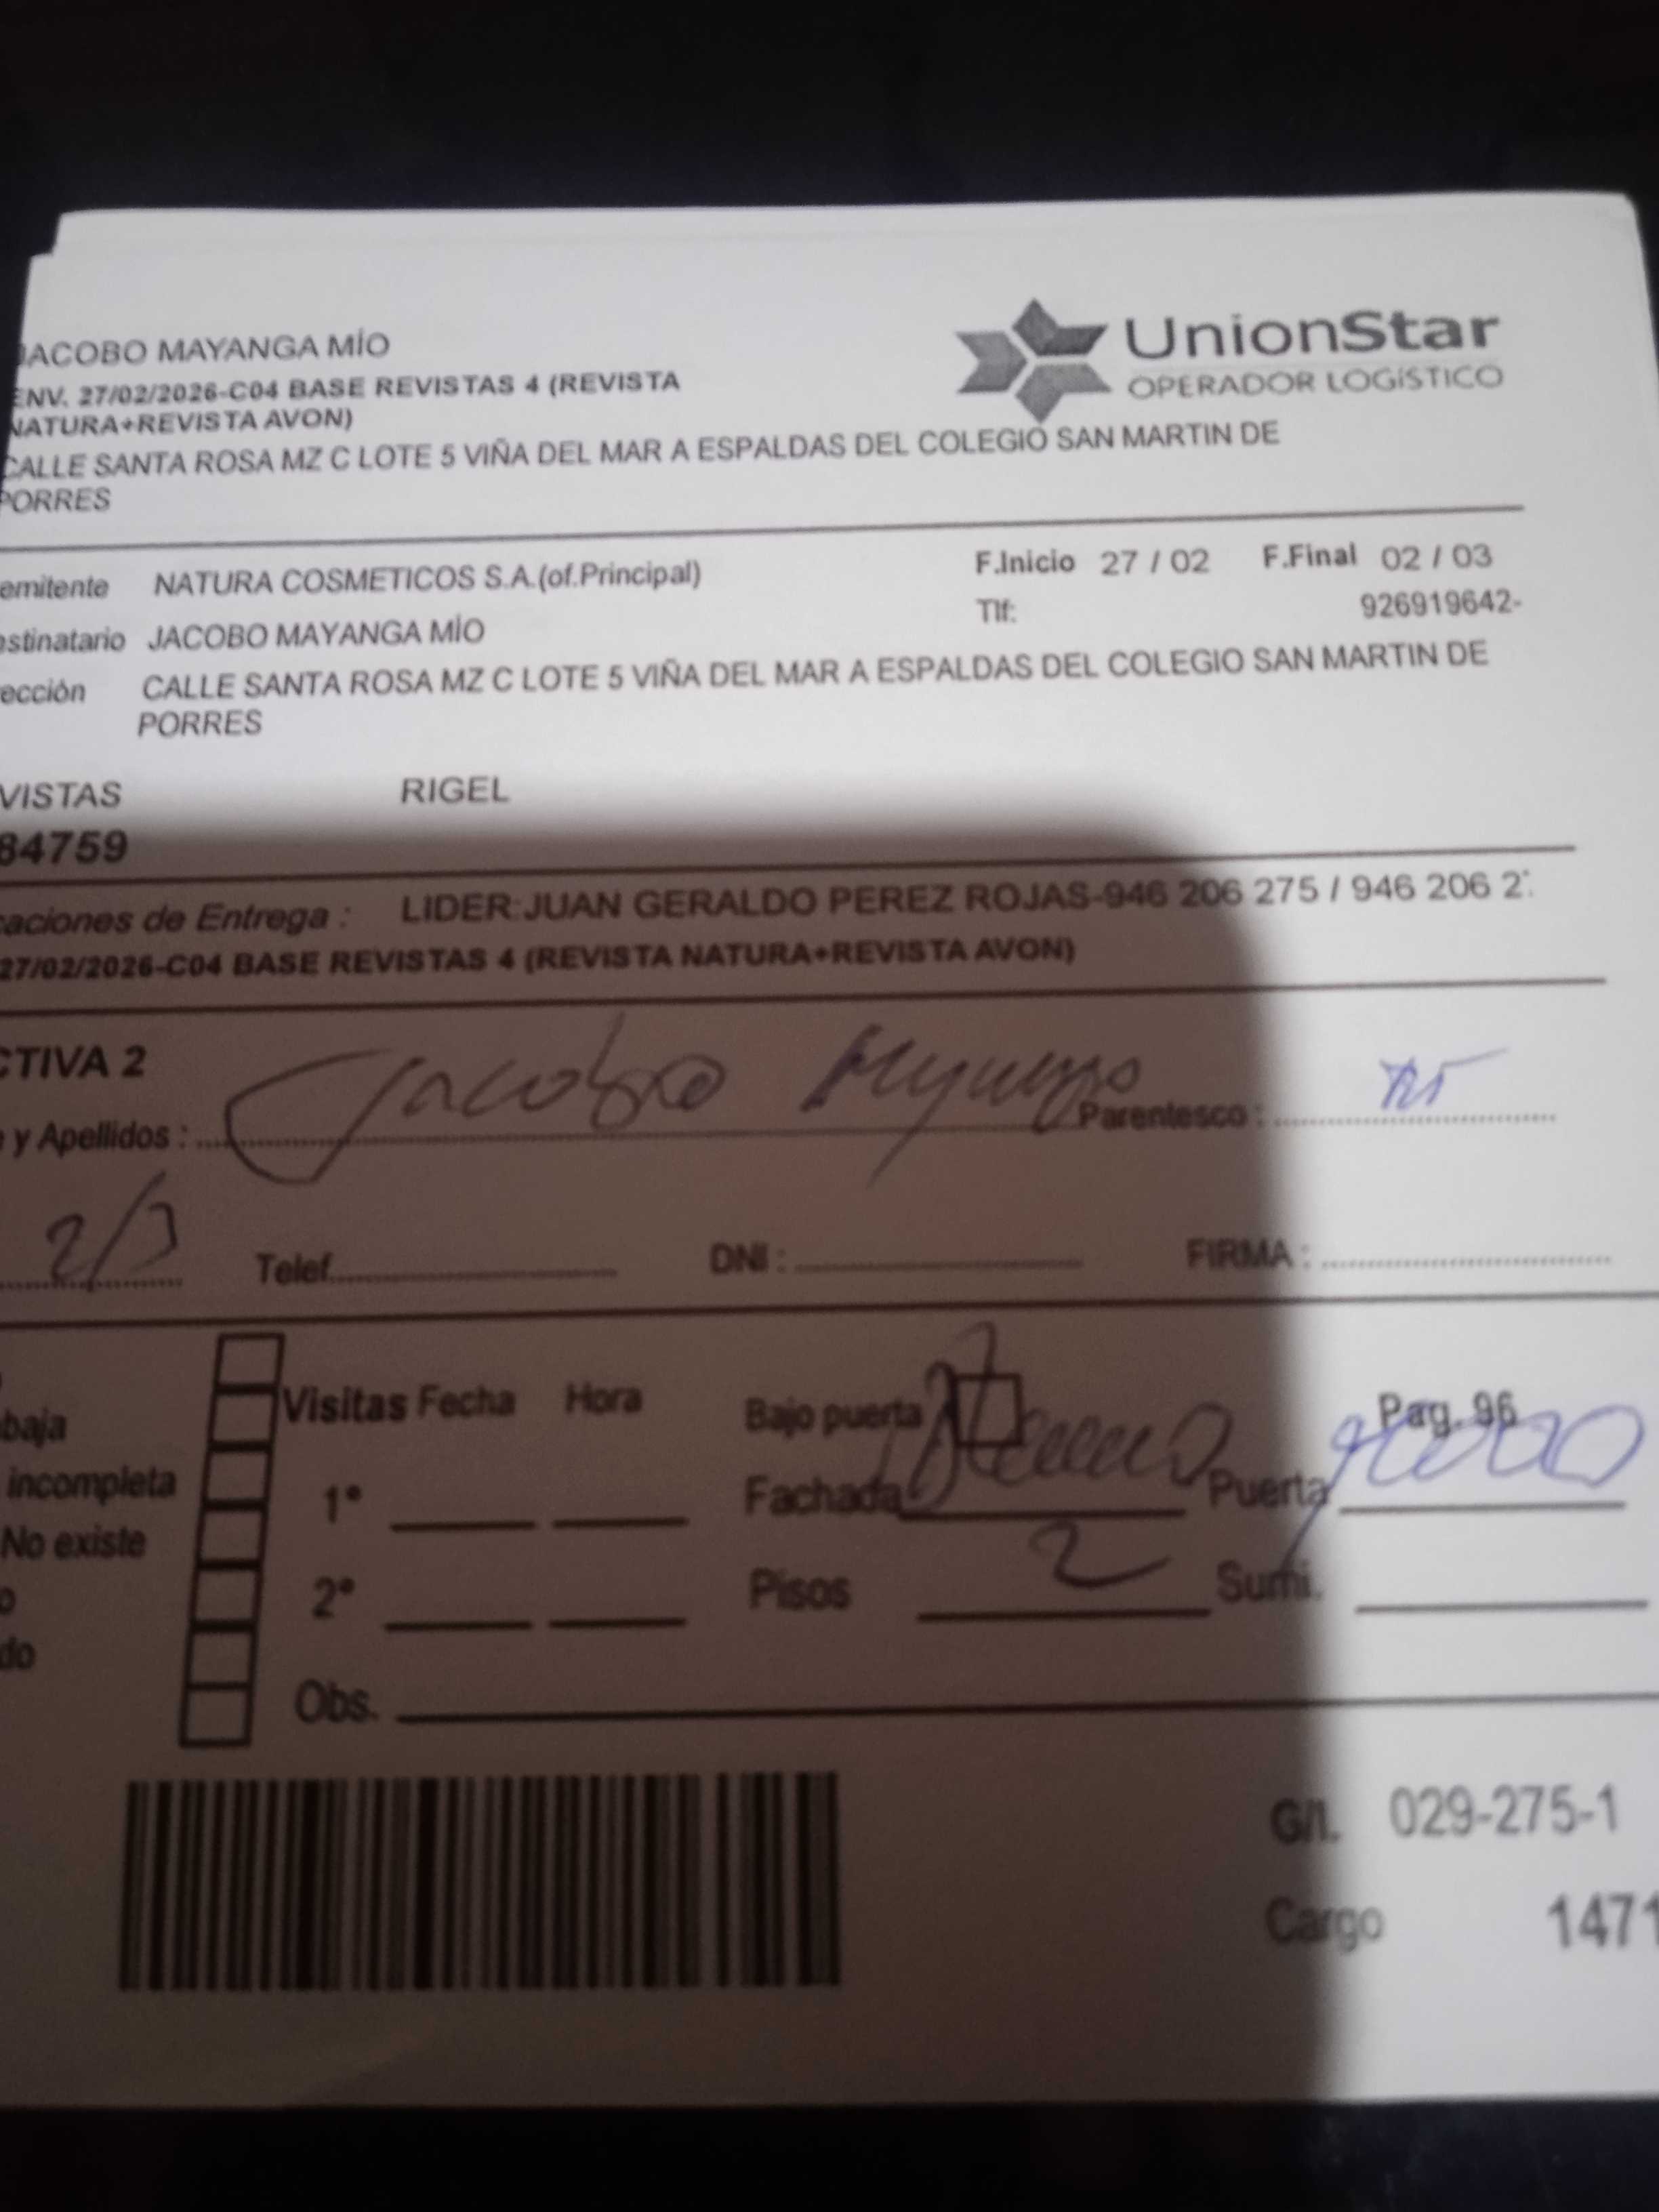 JACOBO MAYANGA MÍO
UnionStar
OPERADOR LOGÍSTICO
ENV. 27/02/2026-C04 BASE REVISTAS 4 (REVISTA
NATURA+REVISTA AVON)
CALLE SANTA ROSA MZ C LOTE 5 VIÑA DEL MAR A ESPALDAS DEL COLEGIO SAN MARTIN DE
PORRES
emitente NATURA COSMETICOS S.A.(of.Principal) F.Inicio 27 / 02 F.Final 02 / 03
Tlf: 926919642-
estinatario JACOBO MAYANGA MÍO
ección CALLE SANTA ROSA MZ C LOTE 5 VIÑA DEL MAR A ESPALDAS DEL COLEGIO SAN MARTIN DE
PORRES
VISTAS RIGEL
84759
caciones de Entrega : LIDER:JUAN GERALDO PEREZ ROJAS-946 206 275 / 946 206 2
27/02/2026-C04 BASE REVISTAS 4 (REVISTA NATURA+REVISTA AVON)
CTIVA 2
y Apellidos : Jacobo Parentesco :
2/3 Telef. DNI : FIRMA :
baja
incompleta
No existe
o
do
Visitas Fecha Hora
1°
2°
Obs.
Bajo puerta Pag. 96
Fachada Puerta
Pisos 2 Sumi.
G/I. 029-275-1
Cargo 1471